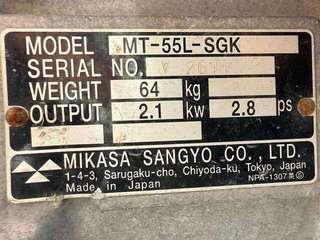 MODEL MT-55L-SGK
SERIAL NO.
WEIGHT 64 kg
OUTPUT 2.1 kw 2.8 ps
MIKASA SANGYO CO., LTD.
1-4-3, Sarugaku-cho, Chiyoda-ku, Tokyo, Japan
Made in Japan